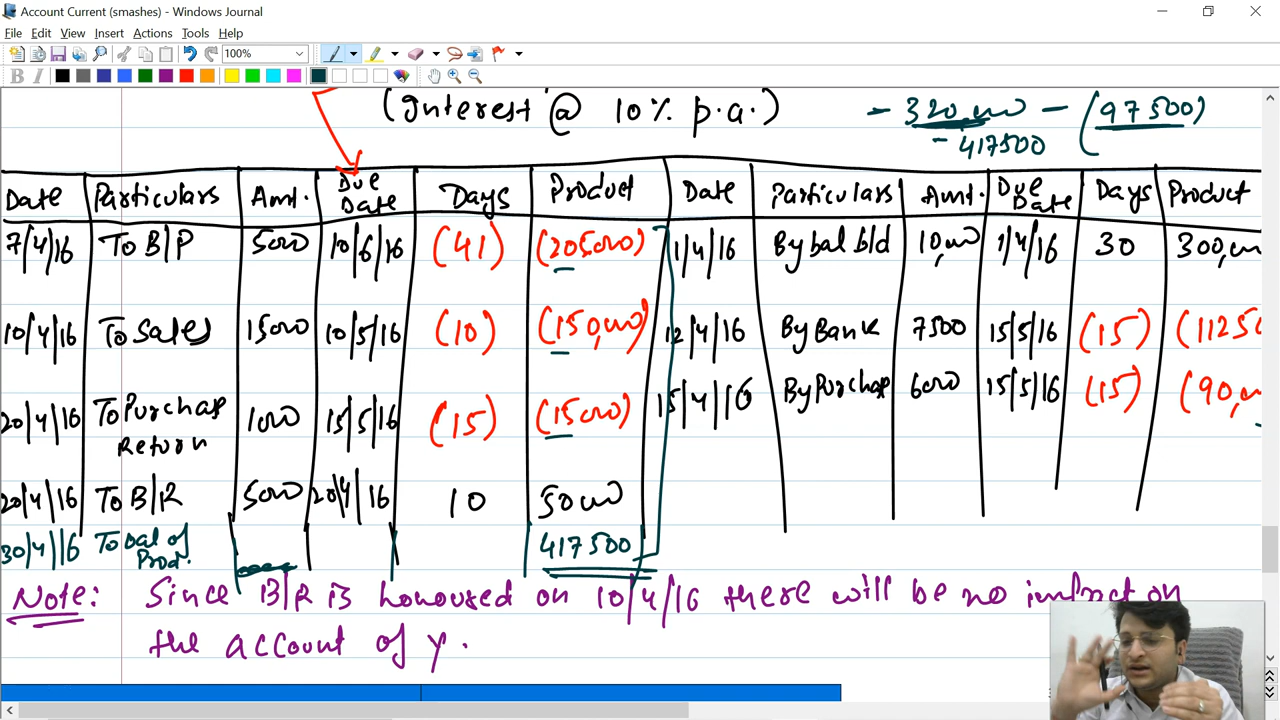 Account Current (smashes) - Windows Journal
File Edit View Insert Actions Tools Help
100%
B I
(Interest @ 10% p.a.)
- 320,000 - (97500)
- 417500
Date Particulars Amt. Due Date Days Product Date Particulars Amt. Due Date Days Product
7/4/16 To B/P 5000 10/6/16 (41) (205000) 1/4/16 By bal b/d 10,000 1/4/16 30 300,00
10/4/16 To Sales 15000 10/5/16 (10) (150,000) 12/4/16 By Bank 7500 15/5/16 (15) (11250
15/4/16 By Purchase 6000 15/5/16 (15) (90,00
20/4/16 To Purchase Return 1000 15/5/16 (15) (15000)
20/4/16 To B/R 5000 20/4/16 10 50000
30/4/16 To bal of Prod. 417500
Note: Since B/R is honoused on 10/4/16 there will be no impact on
the account of y.